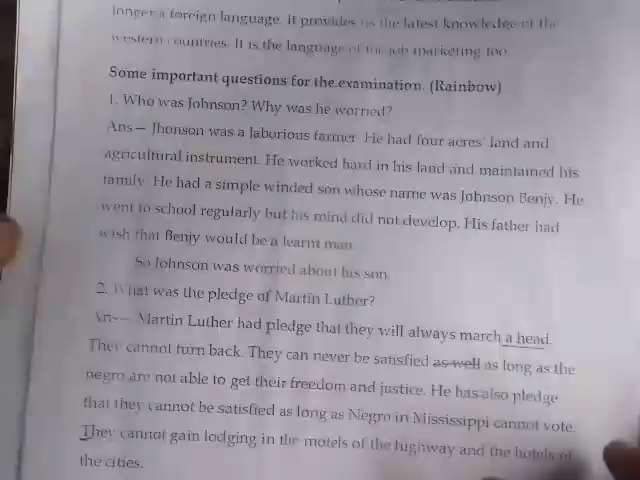 longer a foreign language. It provides us the latest knowledge of the
western countries. It is the language of the job marketing too.
Some important questions for the examination. (Rainbow)
1. Who was Johnson? Why was he worried?
Ans— Jhonson was a laborious farmer. He had four acres' land and
agricultural instrument. He worked hard in his land and maintained his
family. He had a simple winded son whose name was Johnson Benjy. He
went to school regularly but his mind did not develop. His father had
wish that Benjy would be a learnt man.
So Johnson was worried about his son.
2. What was the pledge of Martin Luther?
Ans— Martin Luther had pledge that they will always march a head.
They cannot turn back. They can never be satisfied as well as long as the
negro are not able to get their freedom and justice. He has also pledge
that they cannot be satisfied as long as Negro in Mississippi cannot vote.
They cannot gain lodging in the motels of the highway and the hotels of
the cities.